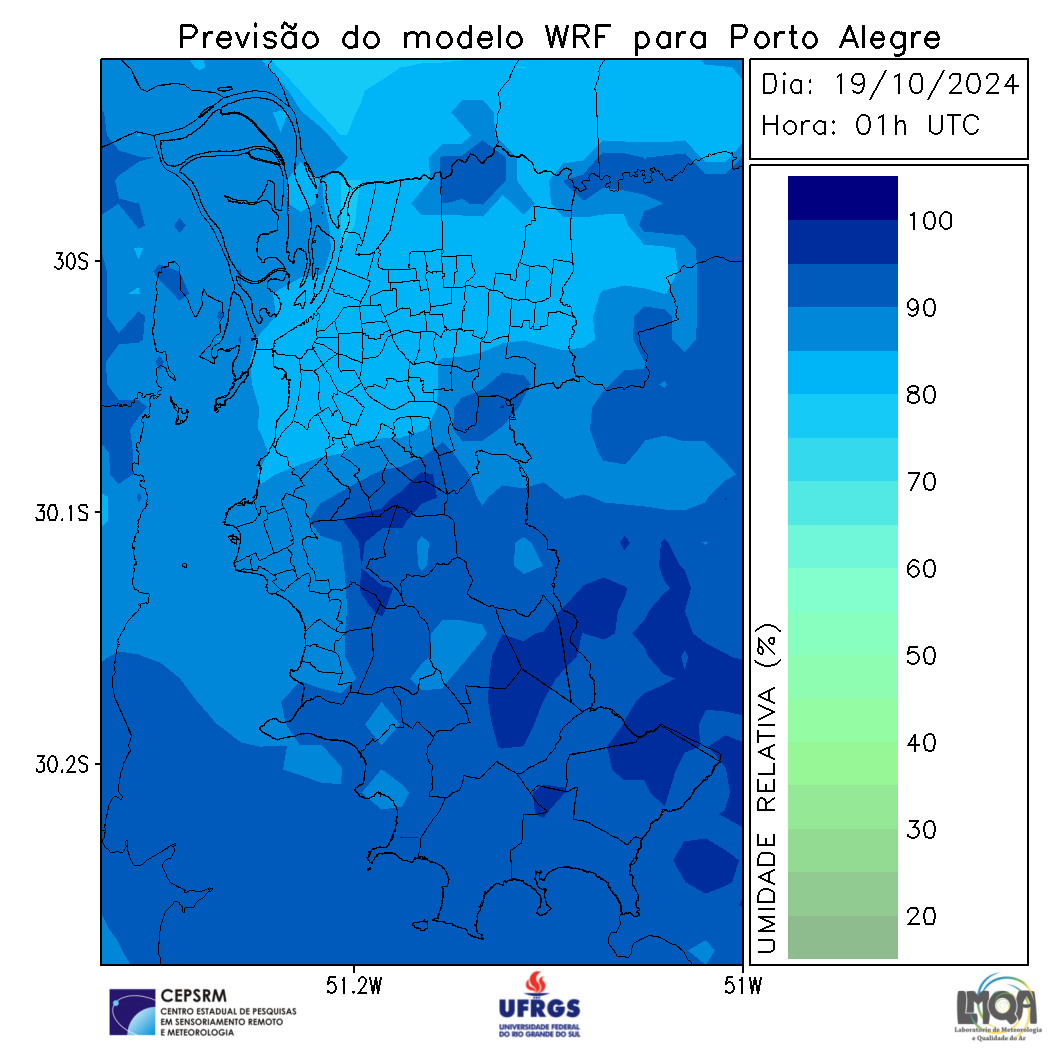 Previsão do modelo WRF para Porto Alegre
Dia: 19/10/2024
Hora: 01h UTC
30S
30.1S
30.2S
51.2W
51W
UMIDADE RELATIVA (%)
100
90
80
70
60
50
40
30
20
CEPSRM
CENTRO ESTADUAL DE PESQUISAS
EM SENSORIAMENTO REMOTO
E METEOROLOGIA
UFRGS
UNIVERSIDADE FEDERAL
DO RIO GRANDE DO SUL
LMQA
Laboratório de Meteorologia
e Qualidade do Ar